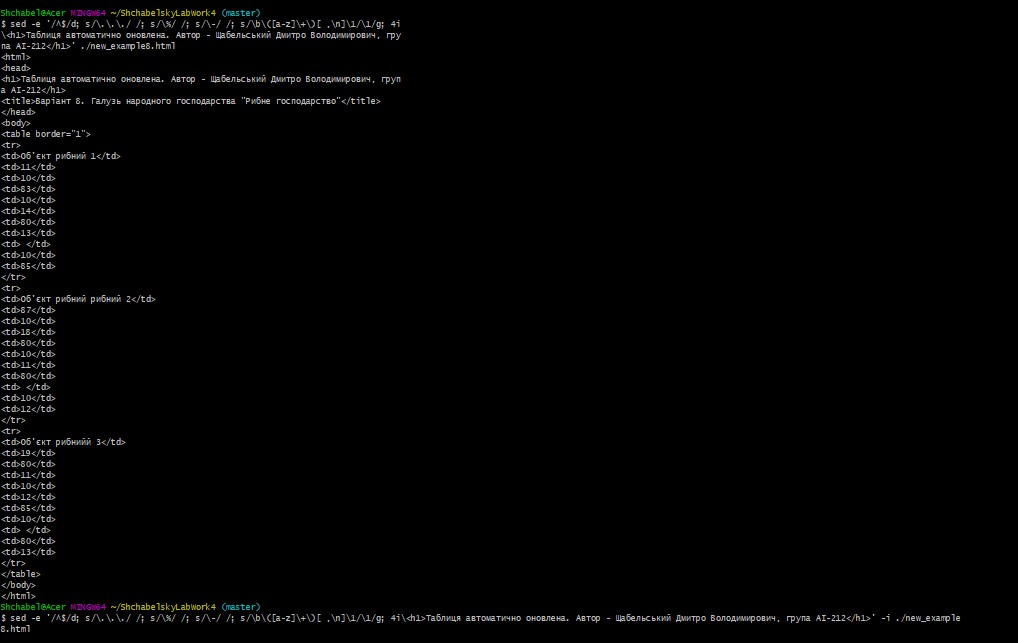 Shchabel@Acer MINGW64 ~/ShchabelskyLabWork4 (master)
$ sed -e '/^$/d; s/\.\.\./ /; s/\%/ /; s/\-/ /; s/\b\([a-z]\+\)[ ,\n]\1/\1/g; 4i
\<h1>Таблиця автоматично оновлена. Автор - Щабельський Дмитро Володимирович, гру
па АІ-212</h1>' ./new_example8.html
<html>
<head>
<h1>Таблиця автоматично оновлена. Автор - Щабельський Дмитро Володимирович, груп
а АІ-212</h1>
<title>Варіант 8. Галузь народного господарства "Рибне господарство"</title>
</head>
<body>
<table border="1">
<tr>
<td>Об'єкт рибний 1</td>
<td>11</td>
<td>10</td>
<td>83</td>
<td>10</td>
<td>14</td>
<td>80</td>
<td>13</td>
<td> </td>
<td>10</td>
<td>85</td>
</tr>
<tr>
<td>Об'єкт рибний рибний 2</td>
<td>87</td>
<td>10</td>
<td>18</td>
<td>80</td>
<td>10</td>
<td>11</td>
<td>80</td>
<td> </td>
<td>10</td>
<td>12</td>
</tr>
<tr>
<td>Об'єкт рибнийй 3</td>
<td>19</td>
<td>80</td>
<td>11</td>
<td>10</td>
<td>12</td>
<td>85</td>
<td>10</td>
<td> </td>
<td>80</td>
<td>13</td>
</tr>
</table>
</body>
</html>
Shchabel@Acer MINGW64 ~/ShchabelskyLabWork4 (master)
$ sed -e '/^$/d; s/\.\.\./ /; s/\%/ /; s/\-/ /; s/\b\([a-z]\+\)[ ,\n]\1/\1/g; 4i\<h1>Таблиця автоматично оновлена. Автор - Щабельський Дмитро Володимирович, група АІ-212</h1>' -i ./new_example
8.html